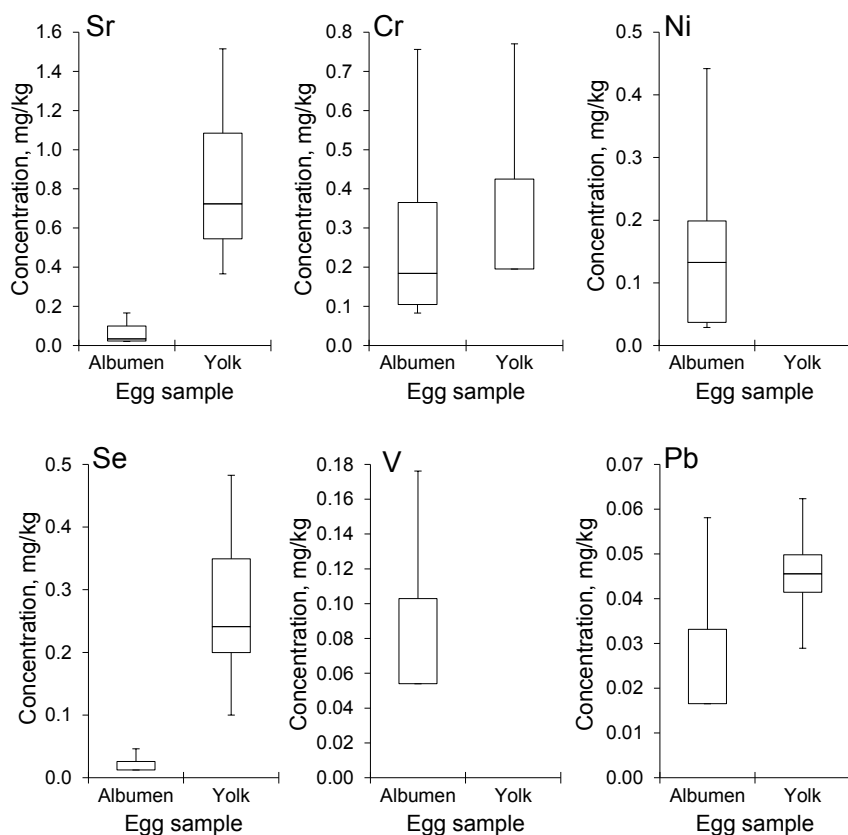 Sr
Concentration, mg/kg
1.6
1.4
1.2
1.0
0.8
0.6
0.4
0.2
0.0
Albumen Yolk
Egg sample
Cr
Concentration, mg/kg
0.8
0.7
0.6
0.5
0.4
0.3
0.2
0.1
0.0
Albumen Yolk
Egg sample
Ni
Concentration, mg/kg
0.5
0.4
0.3
0.2
0.1
0.0
Albumen Yolk
Egg sample
Se
Concentration, mg/kg
0.5
0.4
0.3
0.2
0.1
0.0
Albumen Yolk
Egg sample
V
Concentration, mg/kg
0.18
0.16
0.14
0.12
0.10
0.08
0.06
0.04
0.02
0.00
Albumen Yolk
Egg sample
Pb
Concentration, mg/kg
0.07
0.06
0.05
0.04
0.03
0.02
0.01
0.00
Albumen Yolk
Egg sample